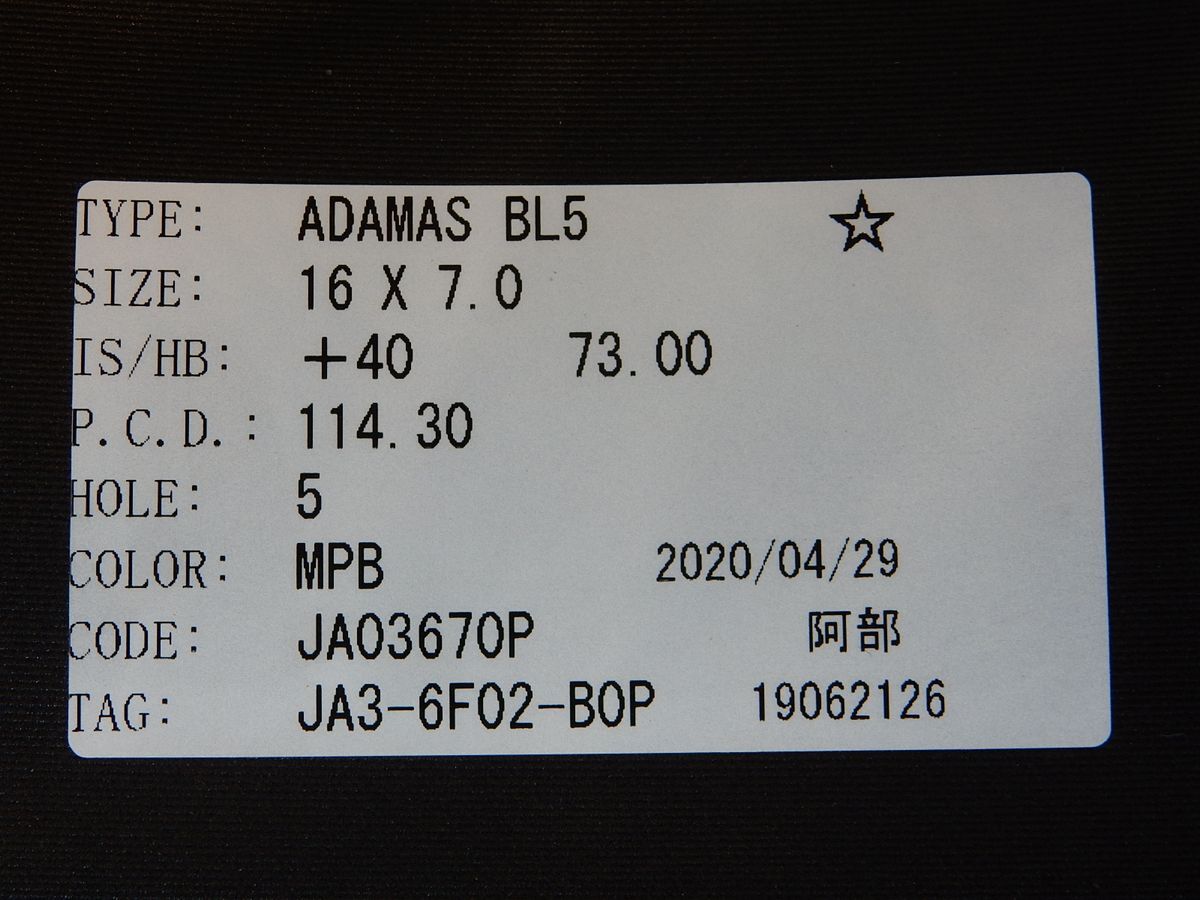 TYPE: ADAMAS BL5 ☆
SIZE: 16 X 7.0
IS/HB: +40 73.00
P.C.D.: 114.30
HOLE: 5
COLOR: MPB 2020/04/29
CODE: JA03670P 阿部
TAG: JA3-6F02-B0P 19062126